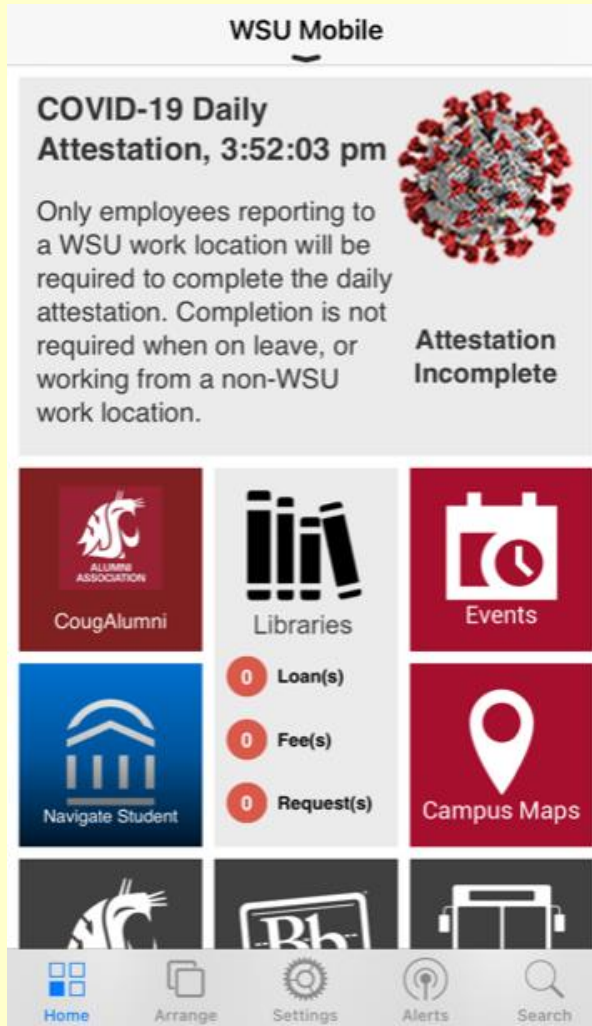 WSU Mobile
COVID-19 Daily
Attestation, 3:52:03 pm
Only employees reporting to
a WSU work location will be
required to complete the daily
attestation. Completion is not
required when on leave, or
working from a non-WSU
work location.
Attestation
Incomplete
WSU
ALUMNI
ASSOCIATION
CougAlumni
Libraries
0 Loan(s)
0 Fee(s)
0 Request(s)
Events
Navigate Student
Campus Maps
Bb
Home
Arrange
Settings
Alerts
Search